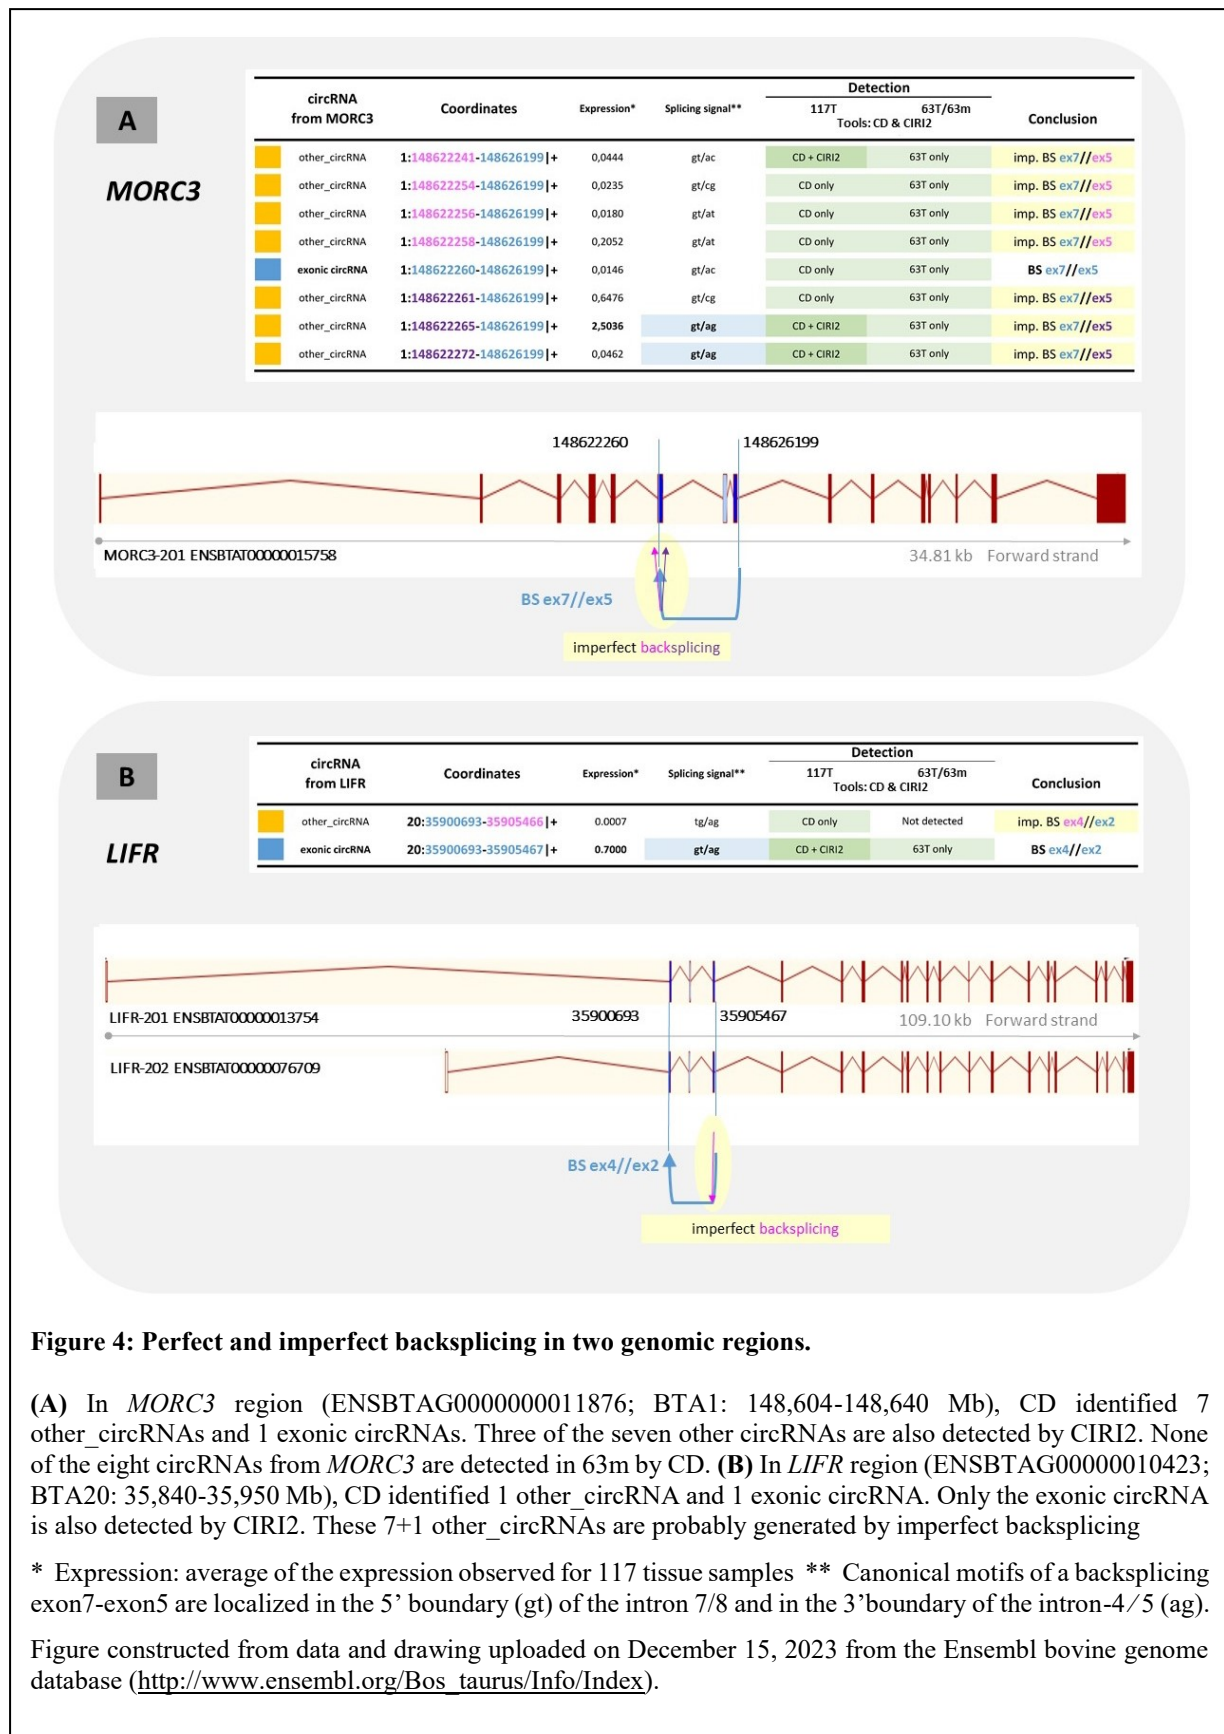 A
MORC3
Detection
circRNA from MORC3 Coordinates Expression* Splicing signal** 117T 63T/63m Conclusion
Tools: CD & CIRI2
other_circRNA 1:148622241-148626199|+ 0,0444 gt/ac CD + CIRI2 63T only imp. BS ex7//ex5
other_circRNA 1:148622254-148626199|+ 0,0235 gt/cg CD only 63T only imp. BS ex7//ex5
other_circRNA 1:148622256-148626199|+ 0,0180 gt/at CD only 63T only imp. BS ex7//ex5
other_circRNA 1:148622258-148626199|+ 0,2052 gt/at CD only 63T only imp. BS ex7//ex5
exonic circRNA 1:148622260-148626199|+ 0,0146 gt/ac CD only 63T only BS ex7//ex5
other_circRNA 1:148622261-148626199|+ 0,6476 gt/cg CD only 63T only imp. BS ex7//ex5
other_circRNA 1:148622265-148626199|+ 2,5036 gt/ag CD + CIRI2 63T only imp. BS ex7//ex5
other_circRNA 1:148622272-148626199|+ 0,0462 gt/ag CD + CIRI2 63T only imp. BS ex7//ex5
148622260 148626199
MORC3-201 ENSBTAT00000015758 34.81 kb Forward strand
BS ex7//ex5
imperfect backsplicing
B
LIFR
Detection
circRNA from LIFR Coordinates Expression* Splicing signal** 117T 63T/63m Conclusion
Tools: CD & CIRI2
other_circRNA 20:35900693-35905466|+ 0.0007 tg/ag CD only Not detected imp. BS ex4//ex2
exonic circRNA 20:35900693-35905467|+ 0.7000 gt/ag CD + CIRI2 63T only BS ex4//ex2
LIFR-201 ENSBTAT00000013754 35900693 35905467 109.10 kb Forward strand
LIFR-202 ENSBTAT00000076709
BS ex4//ex2
imperfect backsplicing
Figure 4: Perfect and imperfect backsplicing in two genomic regions.
(A) In MORC3 region (ENSBTAG0000000011876; BTA1: 148,604-148,640 Mb), CD identified 7
other_circRNAs and 1 exonic circRNAs. Three of the seven other circRNAs are also detected by CIRI2. None
of the eight circRNAs from MORC3 are detected in 63m by CD. (B) In LIFR region (ENSBTAG00000010423;
BTA20: 35,840-35,950 Mb), CD identified 1 other_circRNA and 1 exonic circRNA. Only the exonic circRNA
is also detected by CIRI2. These 7+1 other_circRNAs are probably generated by imperfect backsplicing
* Expression: average of the expression observed for 117 tissue samples ** Canonical motifs of a backsplicing
exon7-exon5 are localized in the 5’ boundary (gt) of the intron 7/8 and in the 3’boundary of the intron-4⁄5 (ag).
Figure constructed from data and drawing uploaded on December 15, 2023 from the Ensembl bovine genome
database (http://www.ensembl.org/Bos_taurus/Info/Index).